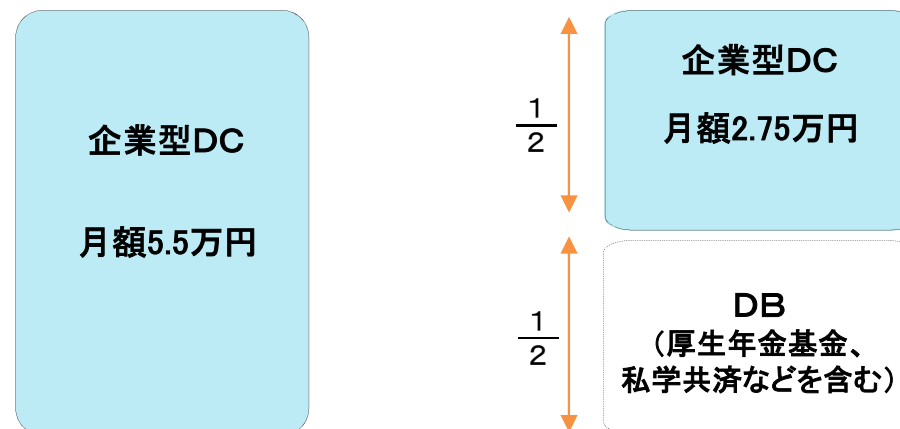 企業型DC
月額5.5万円
1
2
企業型DC
月額2.75万円
1
2
DB
(厚生年金基金、
私学共済などを含む)